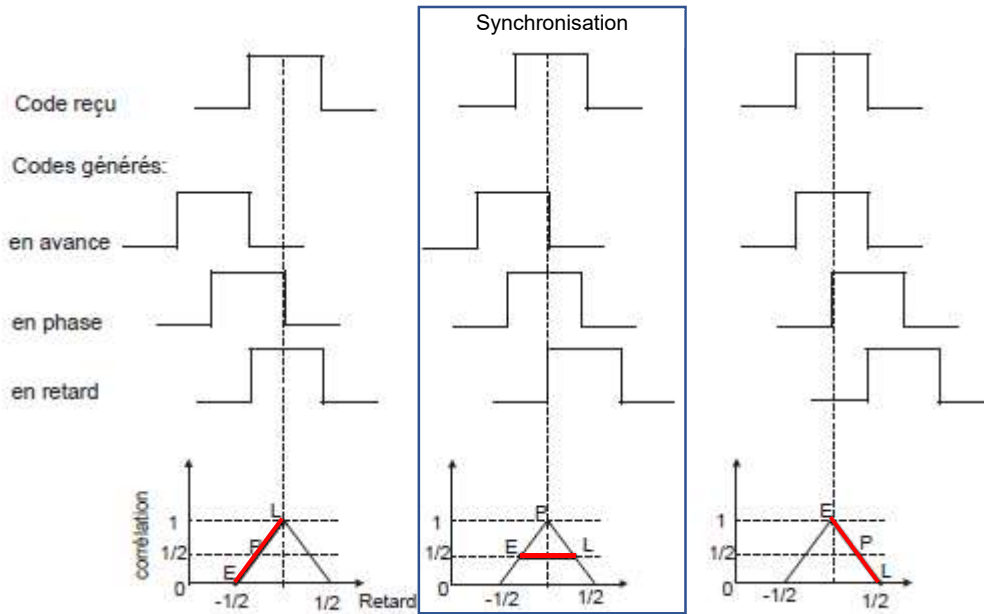 Synchronisation
Code reçu
Codes générés:
en avance
en phase
en retard
corrélation
1
1/2
0
L
P
E
-1/2
1/2
Retard
1
1/2
0
P
E
L
-1/2
1/2
1
1/2
0
E
P
L
-1/2
1/2